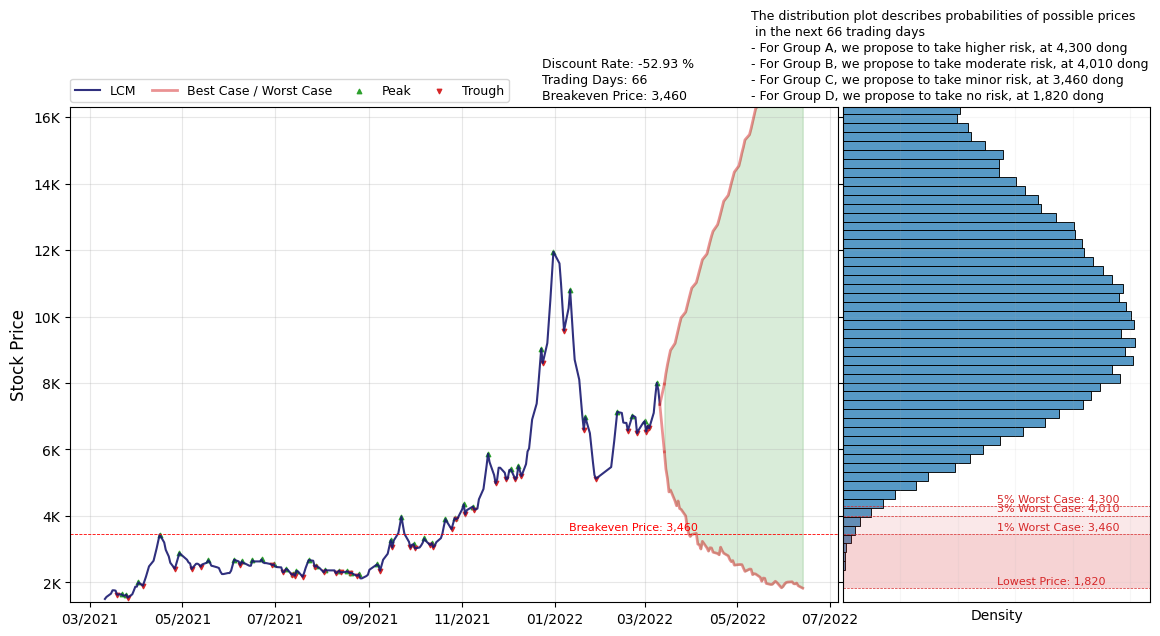 The distribution plot describes probabilities of possible prices
in the next 66 trading days
- For Group A, we propose to take higher risk, at 4,300 dong
- For Group B, we propose to take moderate risk, at 4,010 dong
- For Group C, we propose to take minor risk, at 3,460 dong
- For Group D, we propose to take no risk, at 1,820 dong
Discount Rate: -52.93 %
Trading Days: 66
Breakeven Price: 3,460
LCM
Best Case / Worst Case
Peak
Trough
Stock Price
16K
14K
12K
10K
8K
6K
4K
2K
Breakeven Price: 3,460
5% Worst Case: 4,300
3% Worst Case: 4,010
1% Worst Case: 3,460
Lowest Price: 1,820
03/2021
05/2021
07/2021
09/2021
11/2021
01/2022
03/2022
05/2022
07/2022
Density